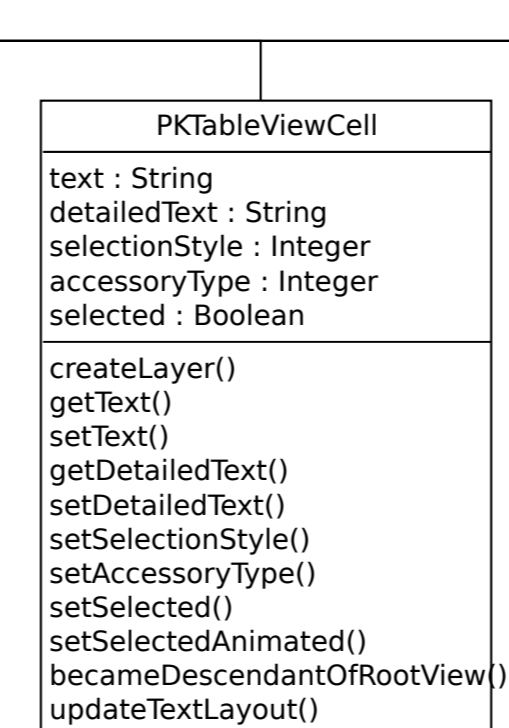 PKTableViewCell
text : String
detailedText : String
selectionStyle : Integer
accessoryType : Integer
selected : Boolean
createLayer()
getText()
setText()
getDetailedText()
setDetailedText()
setSelectionStyle()
setAccessoryType()
setSelected()
setSelectedAnimated()
becameDescendantOfRootView()
updateTextLayout()